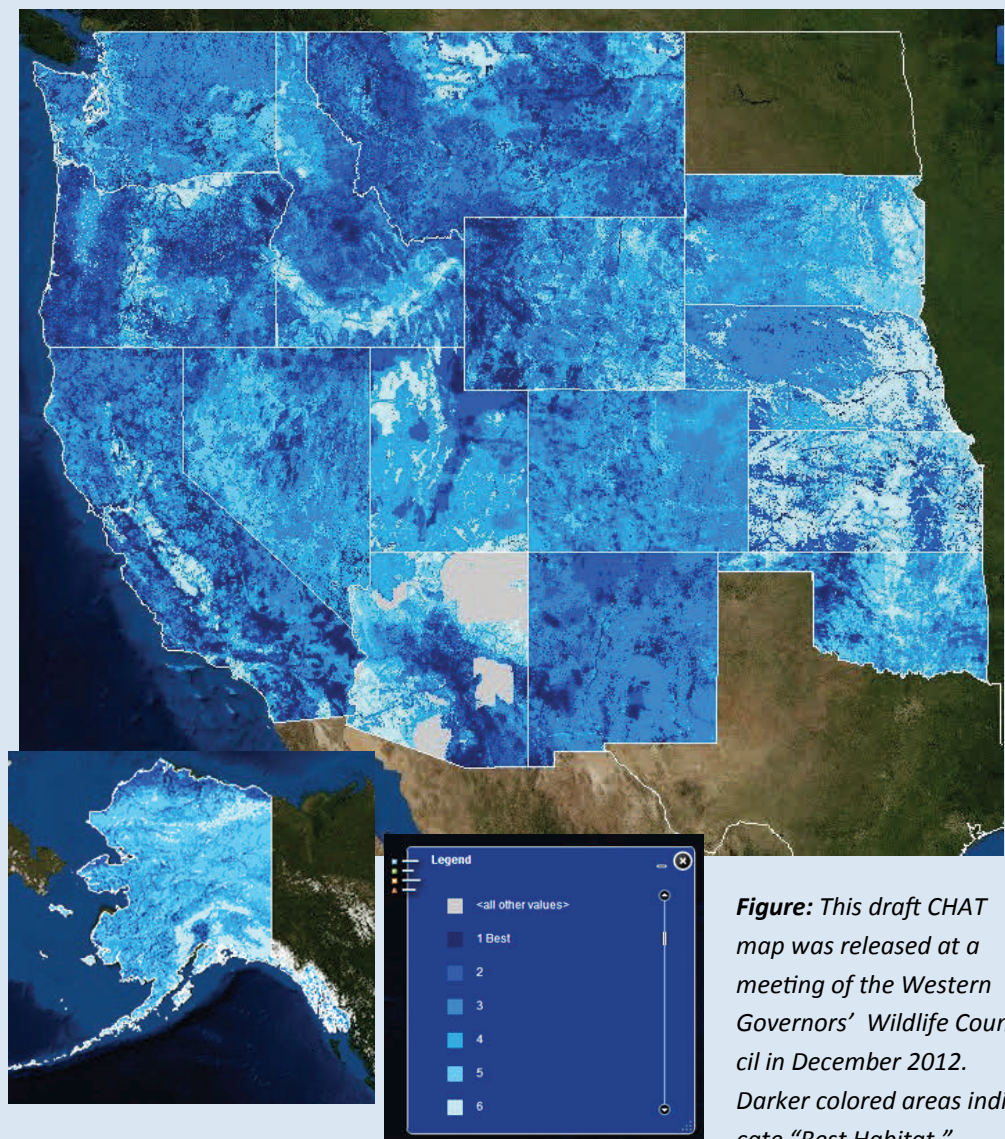 Legend
<all other values>
1 Best
2
3
4
5
6
Figure: This draft CHAT
map was released at a
meeting of the Western
Governors’ Wildlife Coun
cil in December 2012.
Darker colored areas indi
cate “Best Habitat.”